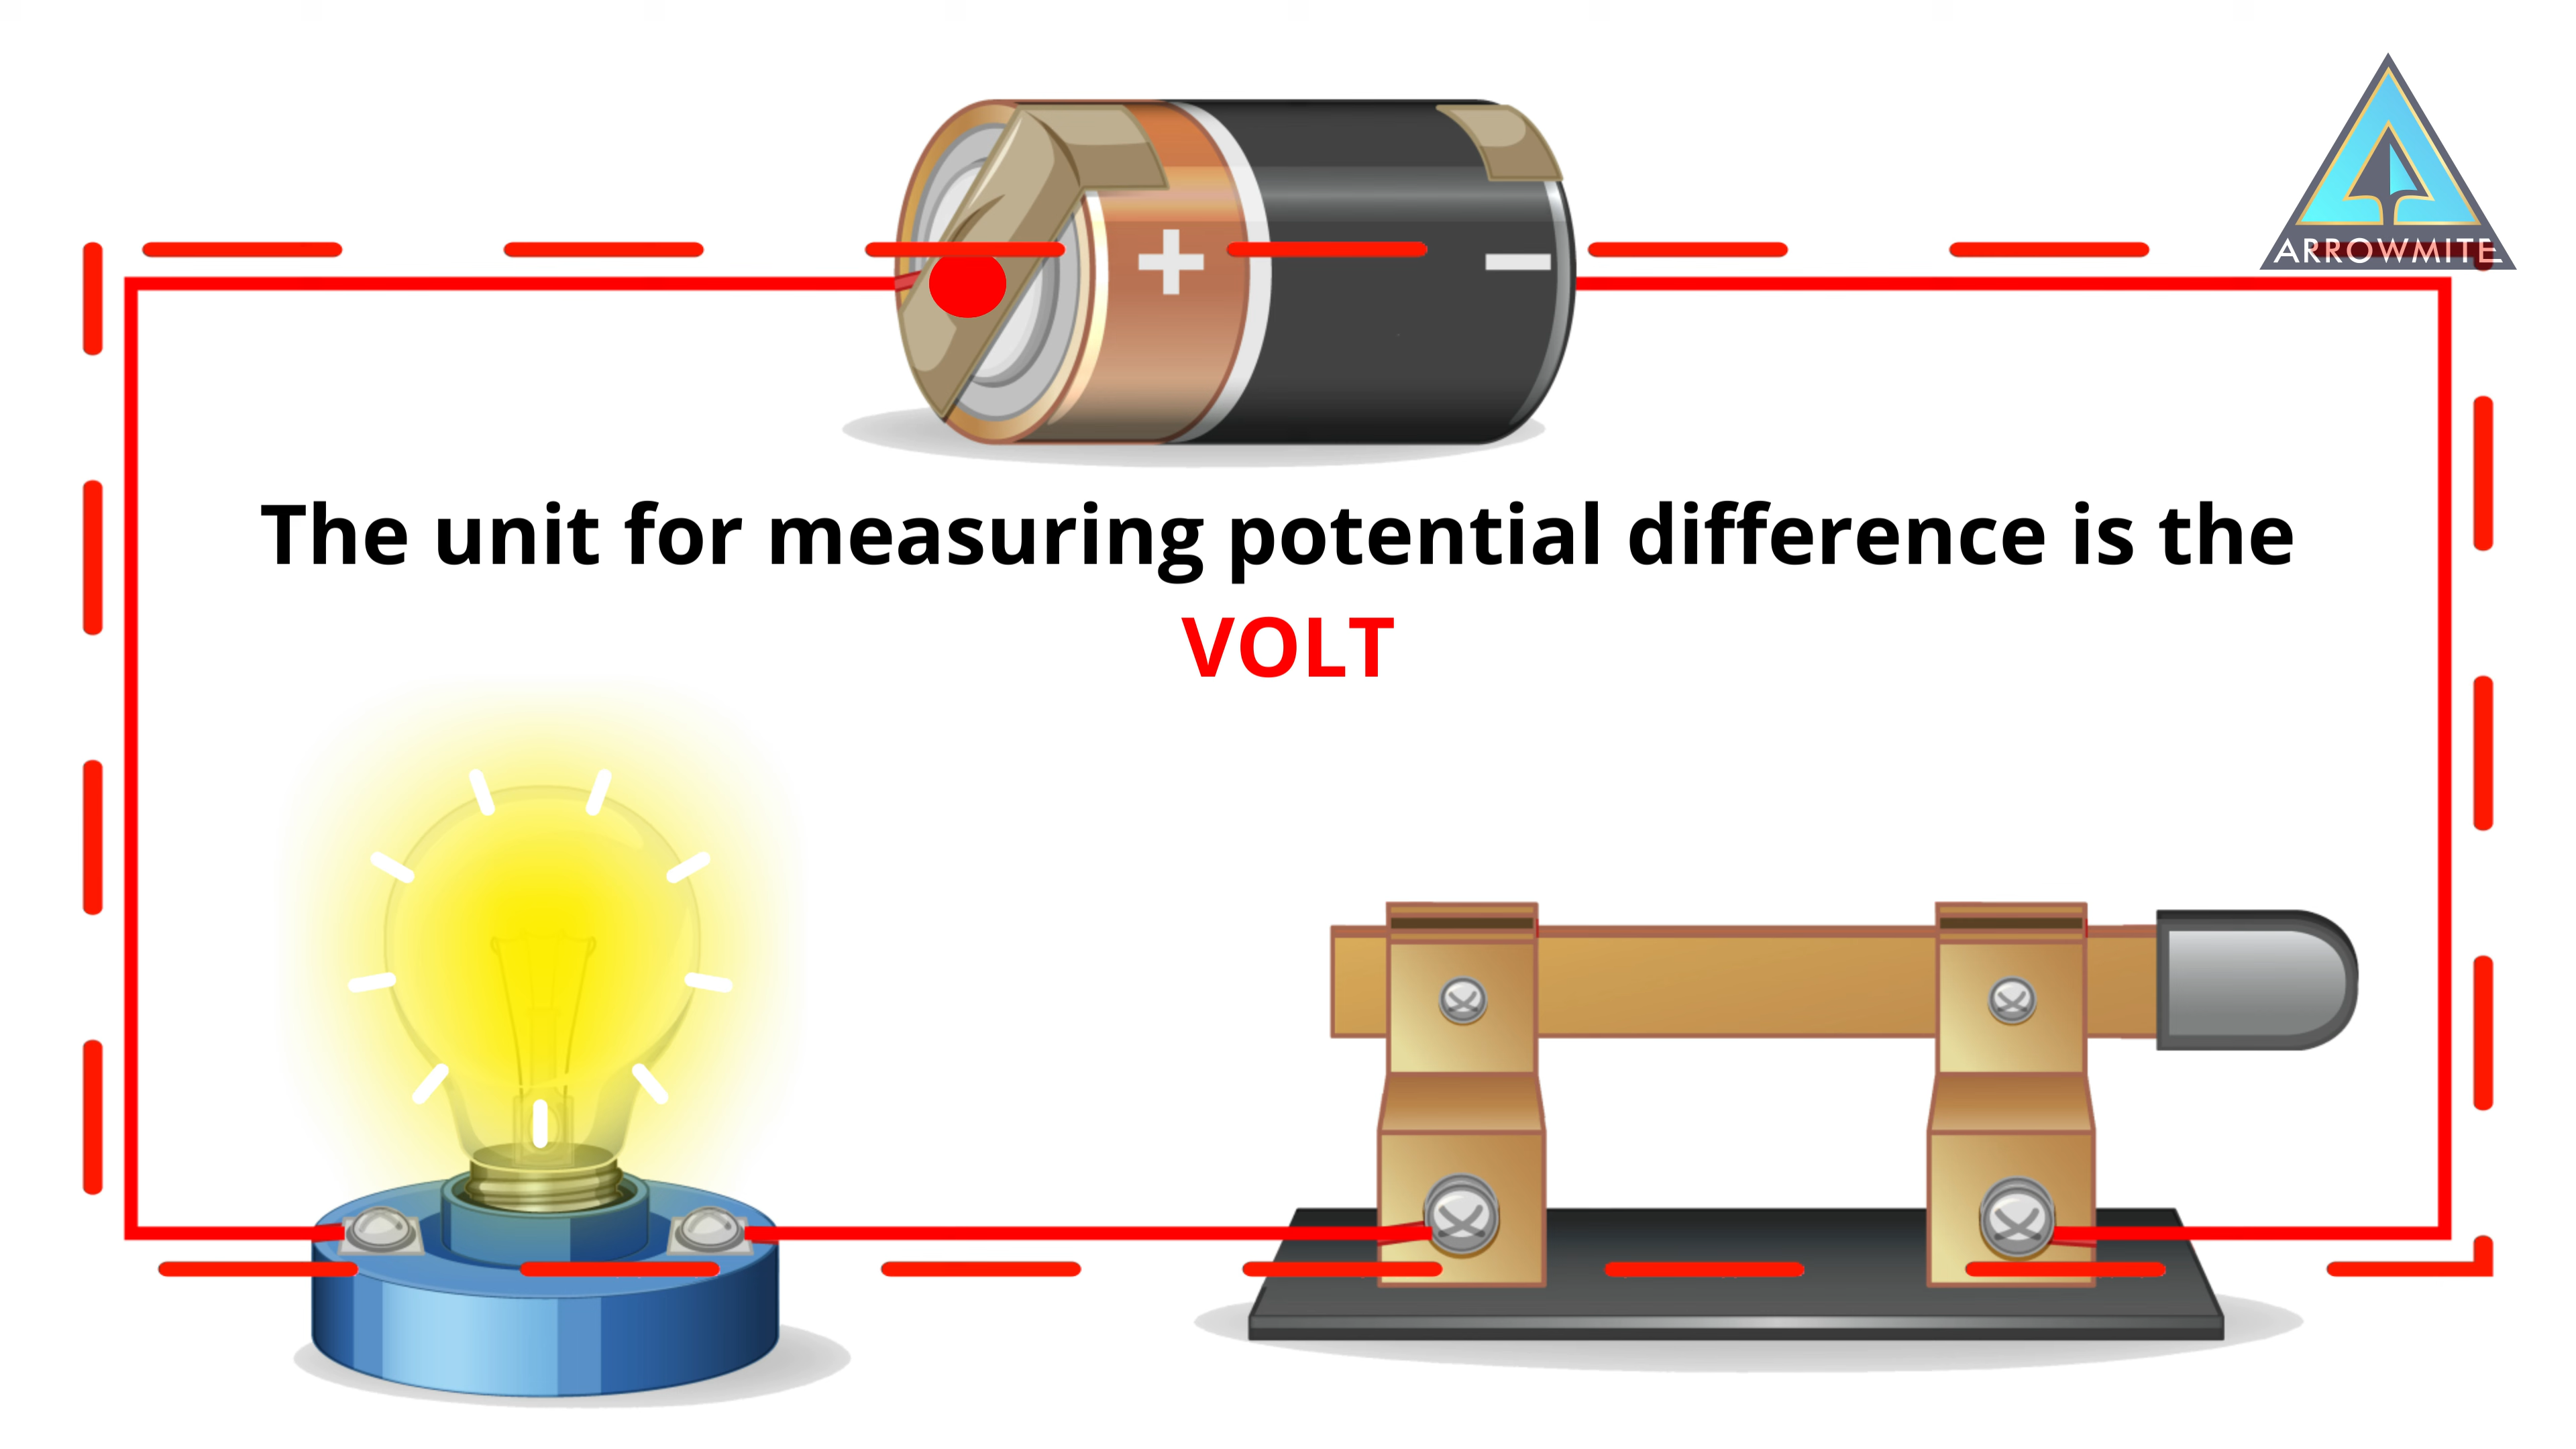 ARROWMITE
+ −
The unit for measuring potential difference is the
VOLT